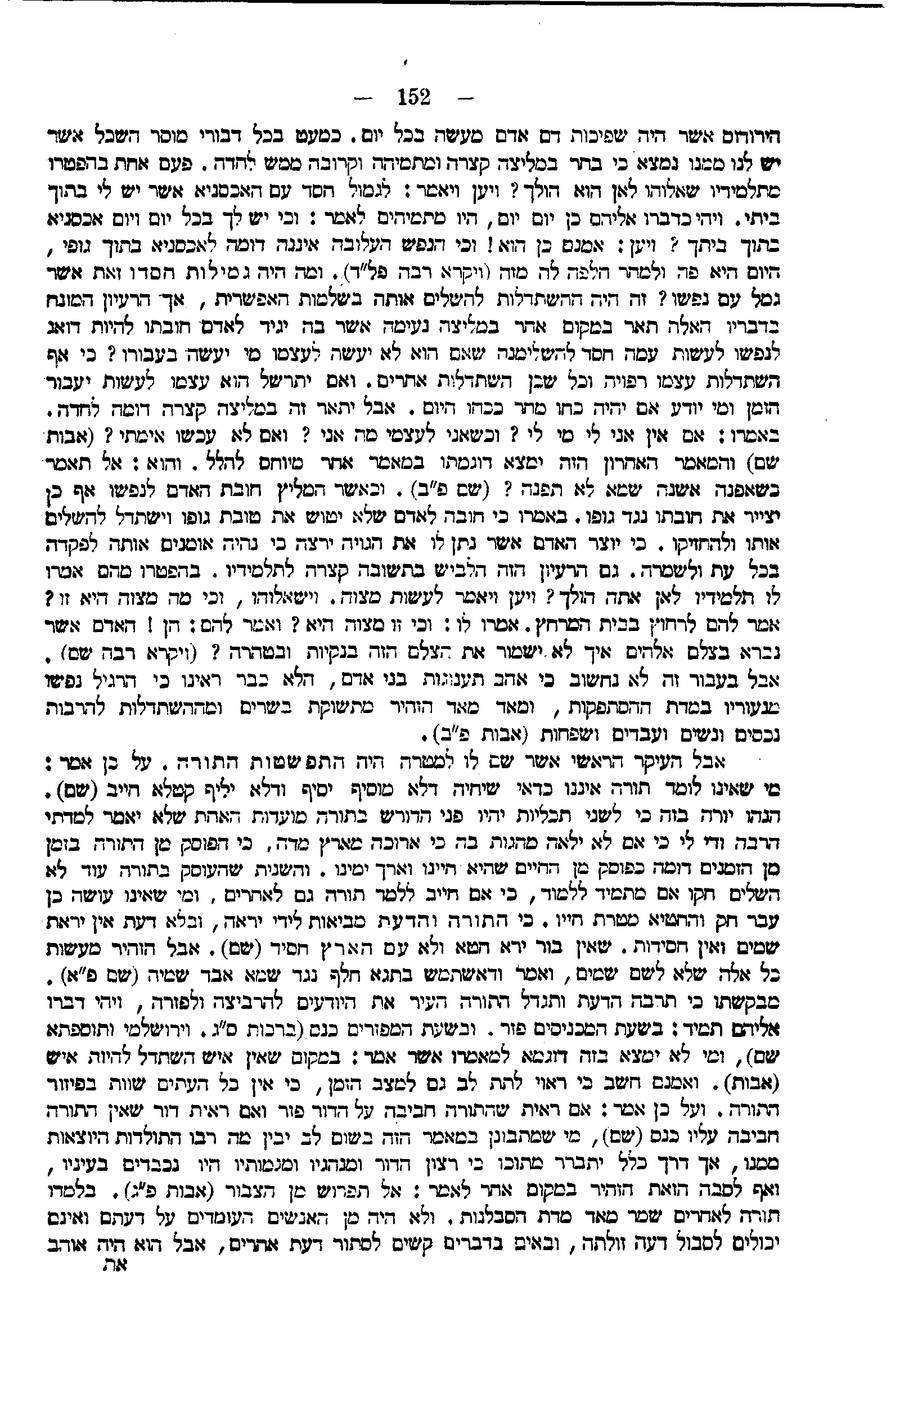 — 152 —
הירודום אשר היה שפיכות דם אדם מעשה בכל יום. כמעט בכל דבורי מוסר השכל אשר
יש לנו ממנו נמצא כי בחר במליצה קצרה ומתמיהה וקרובה ממש לחדה. פעם אחת בהפטרו
מתלמידיו שאלוהו לאן הוא הולך? ויען ויאמר: לגמול חסד עם האכסניא אשר יש לי בתוך
ביתי. ויהי כדברו אליהם כן יום יום, היו מתמיהים לאמר: וכי יש לך בכל יום ויום אכסניא
בתוך ביתך? ויען: אמנם כן הוא! וכי הנפש העלובה איננה דומה לאכסניא בתוך גופי,
היום היא פה ולמחר הלפה לה מזה (ויקרא רבה פל"ד). ומה היה גמילות חסדו זאת אשר
גמל עם נפשו? זה היה ההשתדלות להשלים אותה בשלמות האפשרית, אך הרעיון המונח
בדבריו האלה תאר במקום אחר במליצה נעימה אשר בה יגיד לאדם חובתו להיות דואג
לנפשו לעשות עמה חסד להשלימנה שאם הוא לא יעשה לעצמו מי יעשה בעבורו? כי אף
השתדלות עצמו רפויה וכל שכן השתדלות אחרים. ואם יתרשל הוא עצמו לעשות יעבור
הזמן ומי יודע אם יהיה כחו מחר ככחו היום. אבל יתאר זה במליצה קצרה דומה לחדה.
באמרו: אם אין אני לי מי לי? וכשאני לעצמי מה אני? ואם לא עכשו אימתי? (אבות
שם) והמאמר האחרון הזה ימצא דוגמתו במאמר אחר מיוחס להלל. והוא: אל תאמר
כשאפנה אשנה שמא לא תפנה? (שם פ"ב). וכאשר המליץ חובת האדם לנפשו אף כן
יצייר את חובתו נגד גופו. באמרו כי חובה לאדם שלא יטוש את טובת גופו וישתדל להשלים
אותו ולהחזיקו. כי יוצר האדם אשר נתן לו את הגויה ירצה כי נהיה אומנים אותה לפקדה
בכל עת ולשמרה. גם הרעיון הזה הלביש בתשובה קצרה לתלמידיו. בהפטרו מהם אמרו
לו תלמידיו לאן אתה הולך? ויען ויאמר לעשות מצוה. וישאלוהו, וכי מה מצוה היא זו?
אמר להם לרחוץ בבית המרחץ. אמרו לו: וכי זו מצוה היא? ואמר להם: הן! האדם אשר
נברא בצלם אלהים איך לא ישמור את הצלם הזה בנקיות ובטהרה? (ויקרא רבה שם).
אבל בעבור זה לא נחשוב כי אהב תענוגות בני אדם, הלא כבר ראינו כי הרגיל נפשו
מנעוריו במדת ההסתפקות, ומאד מאד הזהיר מתשוקת בשרים ומההשתדלות להרבות
נכסים ונשים ועבדים ושפחות (אבות פ"ב).
אבל העיקר הראשי אשר שם לו למטרה היה התפשטות התורה. על כן אמר:
מי שאינו לומד תורה איננו כדאי שיחיה דלא מוסיף יסיף ודלא יליף קטלא חייב (שם).
הנהו יורה בזה כי לשני תכליות יהיו פני הדורש בתורה מועדות האחת שלא יאמר למדתי
הרבה ודי לי כי אם לא ילאה מהגות בה כי ארוכה מארץ מדה, כי הפוסק מן התורה בזמן
מן הזמנים דומה כפוסק מן החיים שהיא חיינו וארך ימינו. והשנית שהעוסק בתורה עוד לא
השלים חקו אם מתמיד ללמוד, כי אם חייב ללמד תורה גם לאחרים, ומי שאינו עושה כן
עבר חק והחטיא מטרת חייו. כי התורה והדעת מביאות לידי יראה, ובלא דעת אין יראת
שמים ואין חסידות. שאין בור ירא חטא ולא עם הארץ חסיד (שם). אבל הזהיר מעשות
כל אלה שלא לשם שמים, ואמר ודאשתמש בתגא חלף נגד שמא אבד שמיה (שם פ"א).
מבקשתו כי תרבה הדעת ותגדל התורה העיר את היודעים להרביצה ולפזרה, ויהי דברו
אליהם תמיד: בשעת המכניסים פזר. ובשעת המפזרים כנס (ברכות ס"ג. וירושלמי ותוספתא
שם), ומי לא ימצא בזה דוגמא למאמרו אשר אמר: במקום שאין איש השתדל להיות איש
(אבות). ואמנם חשב כי ראוי לתת לב גם למצב הזמן, כי אין כל העתים שוות בפיזור
התורה. ועל כן אמר: אם ראית שהתורה חביבה על הדור פזר ואם ראית דור שאין התורה
חביבה עליו כנס (שם), מי שמתבונן במאמר הזה בשום לב יבין מה רבו התולדות היוצאות
ממנו, אך דרך כלל יתברר מתוכו כי רצון הדור ומנהגיו ומגמותיו היו נכבדים בעיניו,
ואף לסבה הזאת הזהיר במקום אחר לאמר: אל תפרוש מן הצבור (אבות פ"ג). בלמדו
תורה לאחרים שמר מאד מדת הסבלנות. ולא היה מן האנשים העומדים על דעתם ואינם
יכולים לסבול דעה זולתה, ובאים בדברים קשים לסתור דעת אחרים, אבל הוא היה אוהב
את